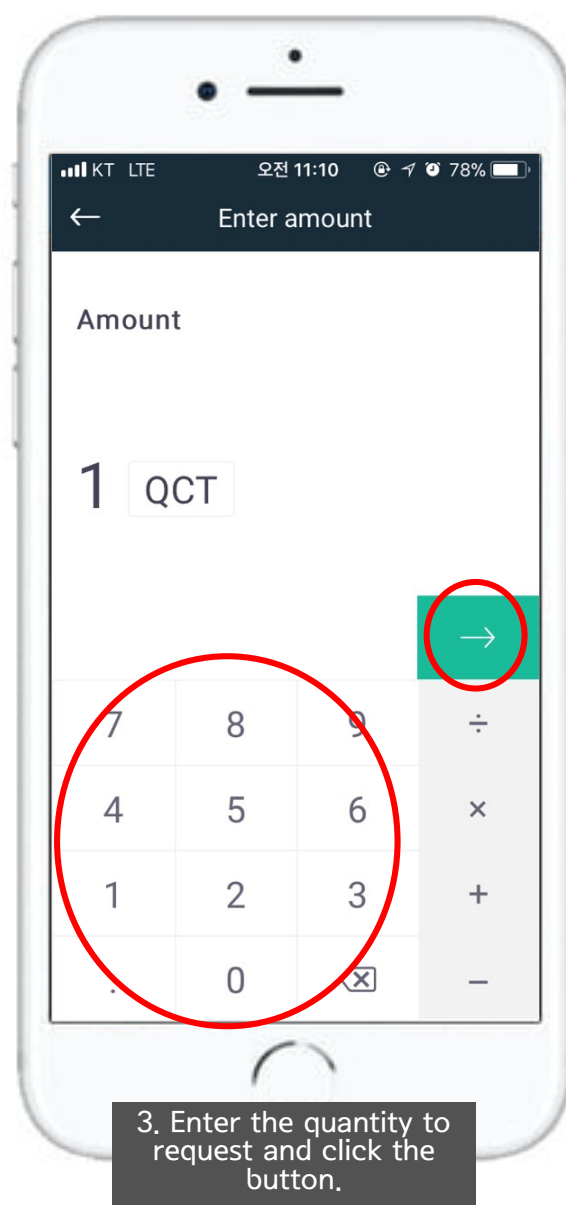 KT LTE 오전 11:10 78%
← Enter amount
Amount
1 QCT
→
7 8 9 ÷
4 5 6 ×
1 2 3 +
. 0 −
3. Enter the quantity to
request and click the
button.